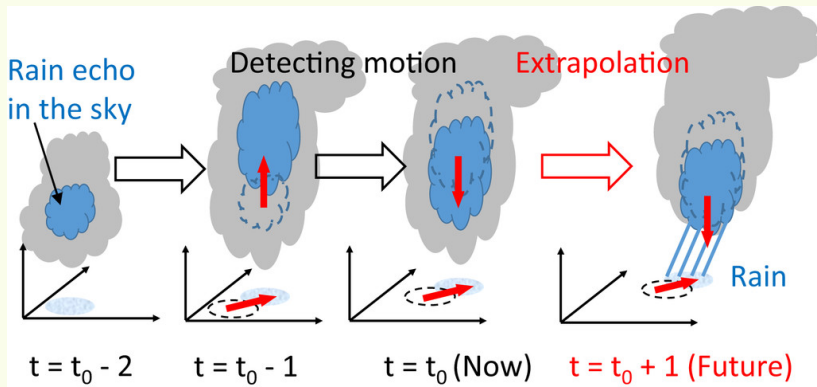 Rain echo
in the sky
Detecting motion
Extrapolation
Rain
t = t₀ - 2
t = t₀ - 1
t = t₀ (Now)
t = t₀ + 1 (Future)